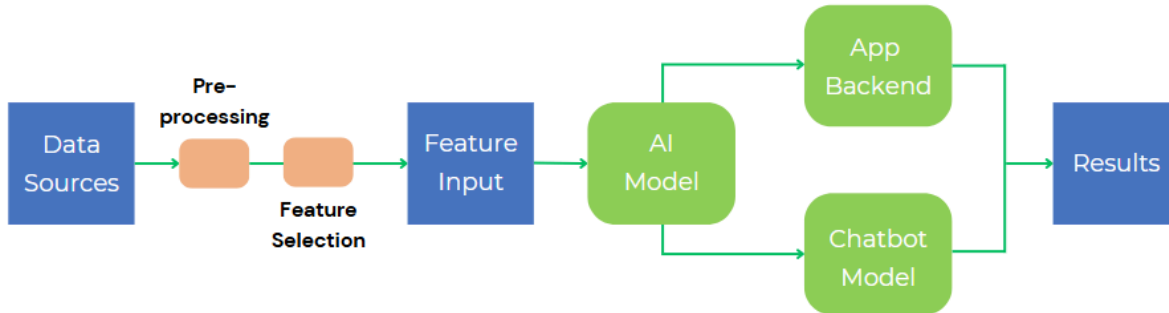 Data
Sources
Pre-
processing
Feature
Selection
Feature
Input
AI
Model
App
Backend
Chatbot
Model
Results